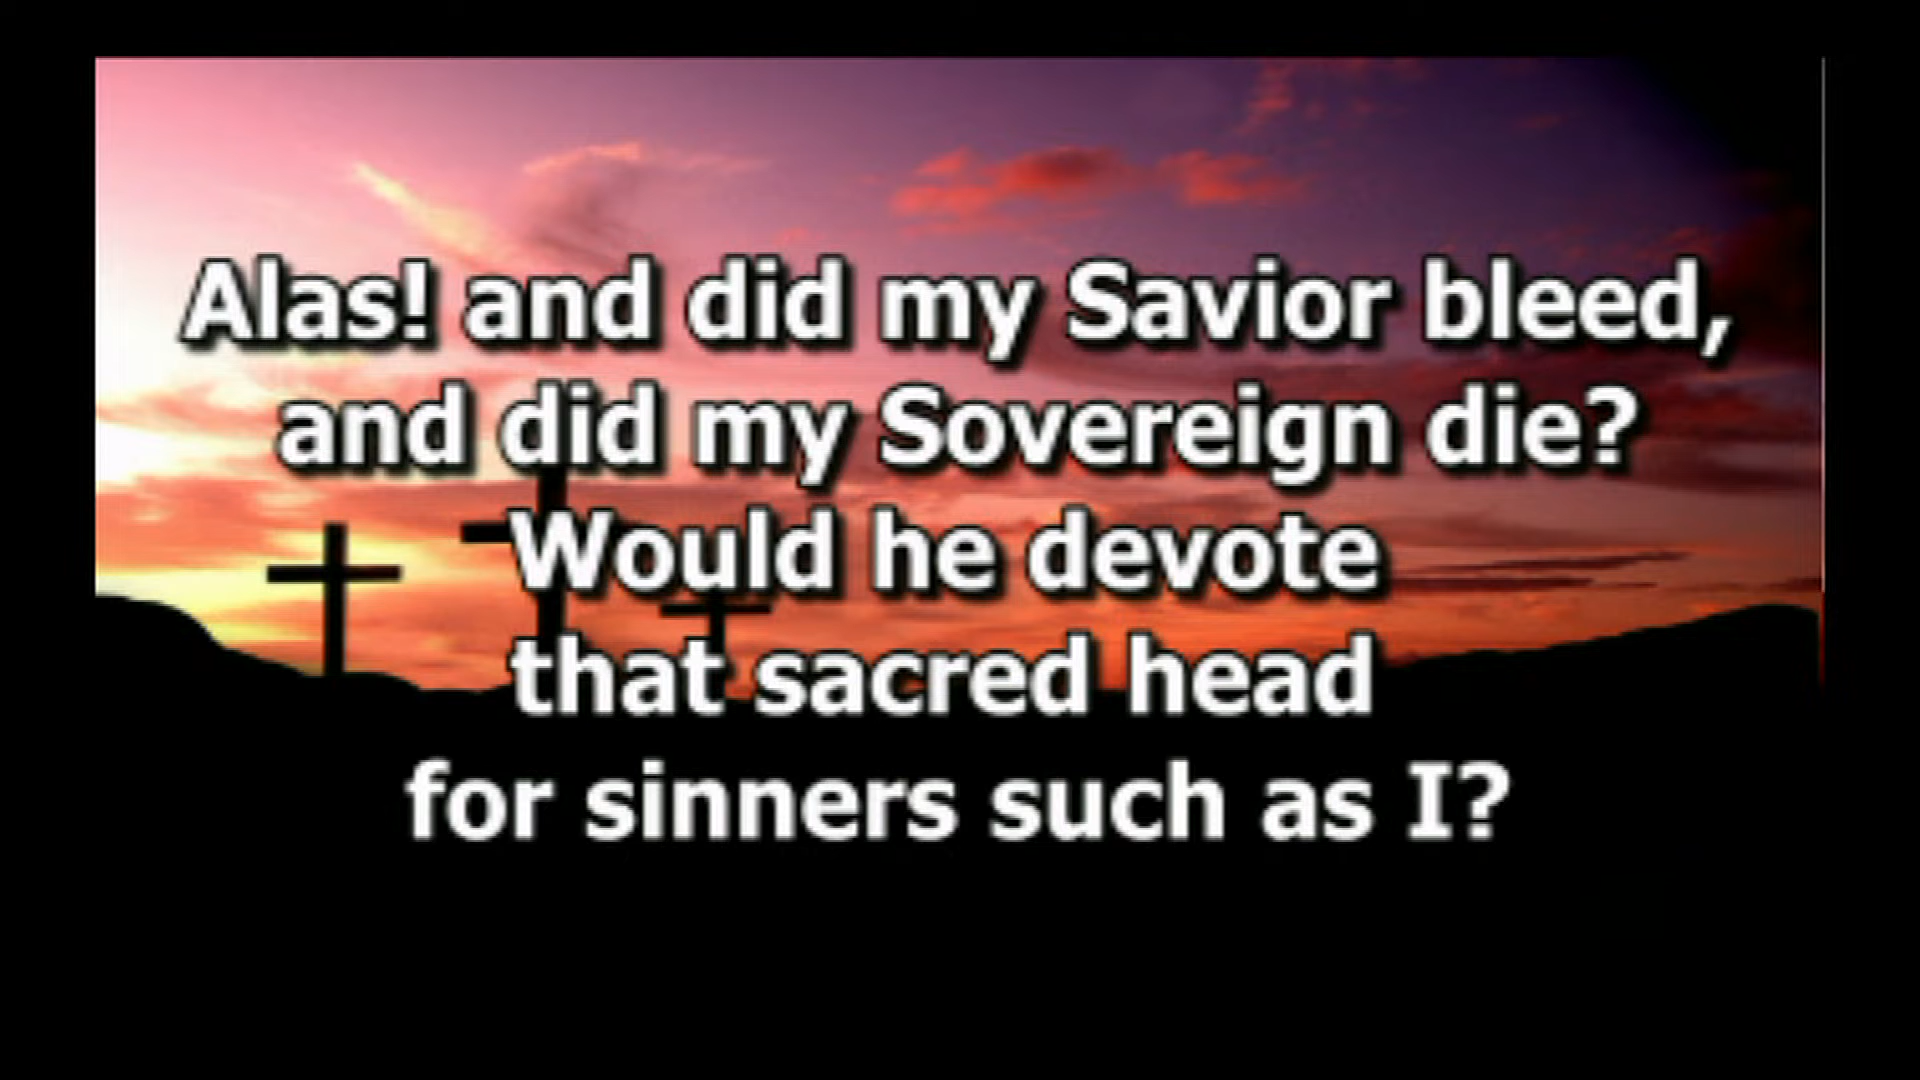 Alas! and did my Savior bleed,
and did my Sovereign die?
Would he devote
that sacred head
for sinners such as I?